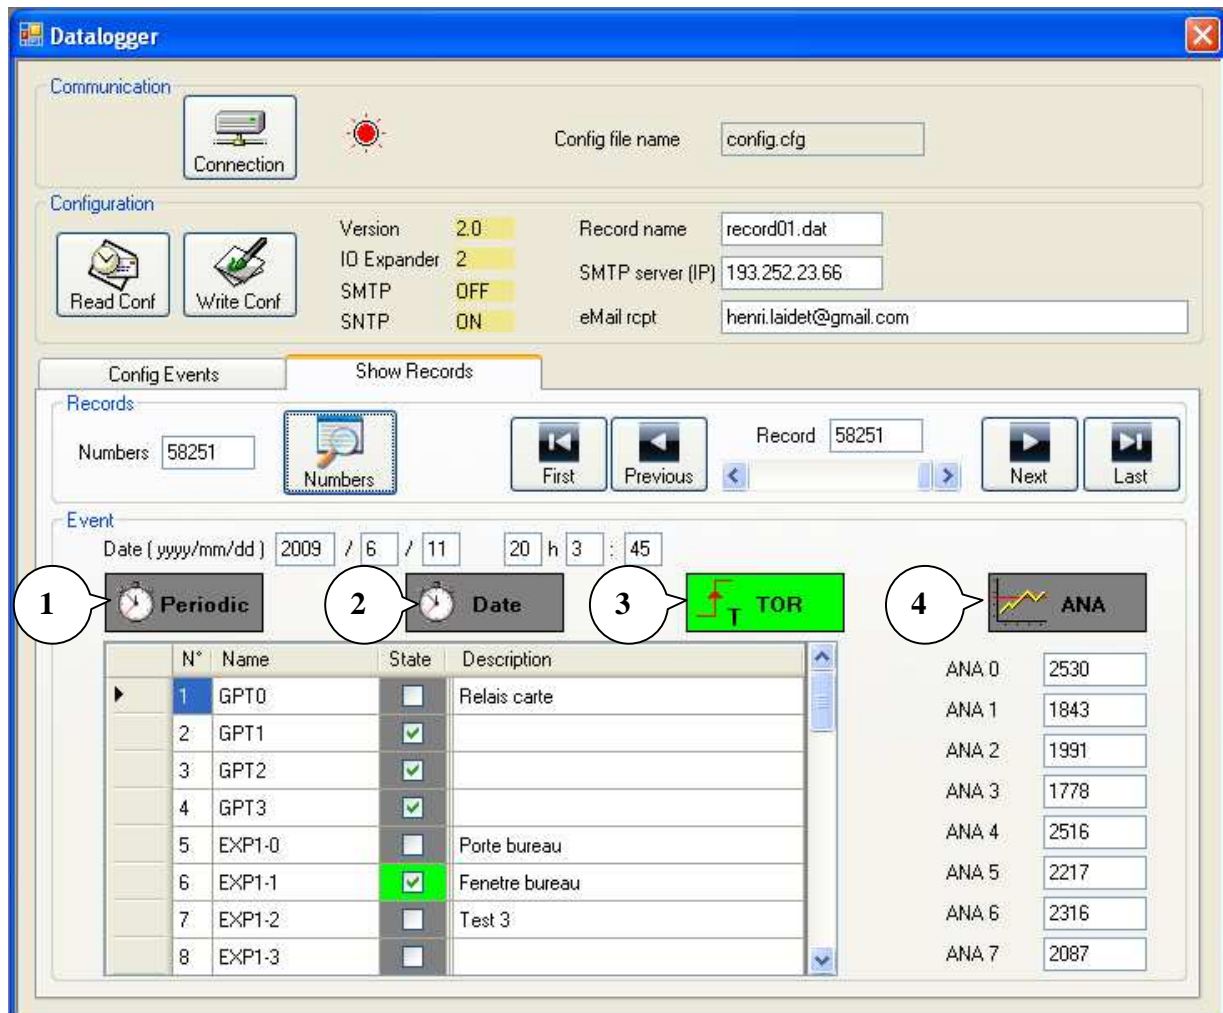 Datalogger
Communication
Connection
Config file name config.cfg
Configuration
Read Conf
Write Conf
Version 2.0
IO Expander 2
SMTP OFF
SNTP ON
Record name record01.dat
SMTP server (IP) 193.252.23.66
eMail rcpt henri.laidet@gmail.com
Config Events Show Records
Records
Numbers 58251
Numbers
First
Previous
Record 58251
Next
Last
Event
Date ( yyyy/mm/dd ) 2009 / 6 / 11 20 h 3 : 45
1 Periodic 2 Date 3 T TOR 4 ANA
N° Name State Description
1 GPT0 Relais carte
2 GPT1
3 GPT2
4 GPT3
5 EXP1-0 Porte bureau
6 EXP1-1 Fenetre bureau
7 EXP1-2 Test 3
8 EXP1-3
ANA 0 2530
ANA 1 1843
ANA 2 1991
ANA 3 1778
ANA 4 2516
ANA 5 2217
ANA 6 2316
ANA 7 2087